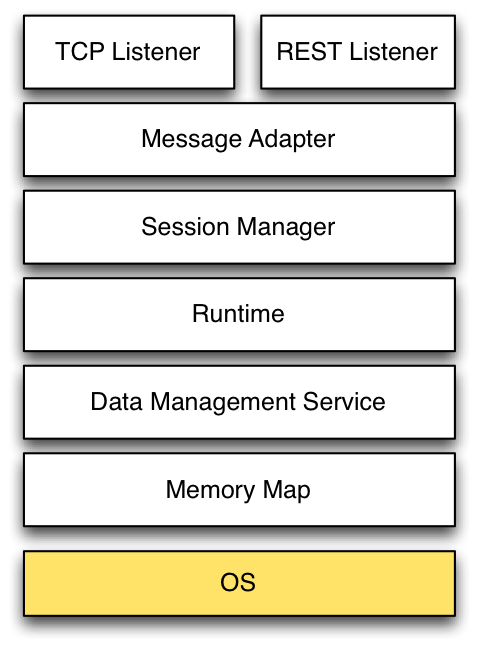 TCP Listener
REST Listener
Message Adapter
Session Manager
Runtime
Data Management Service
Memory Map
OS